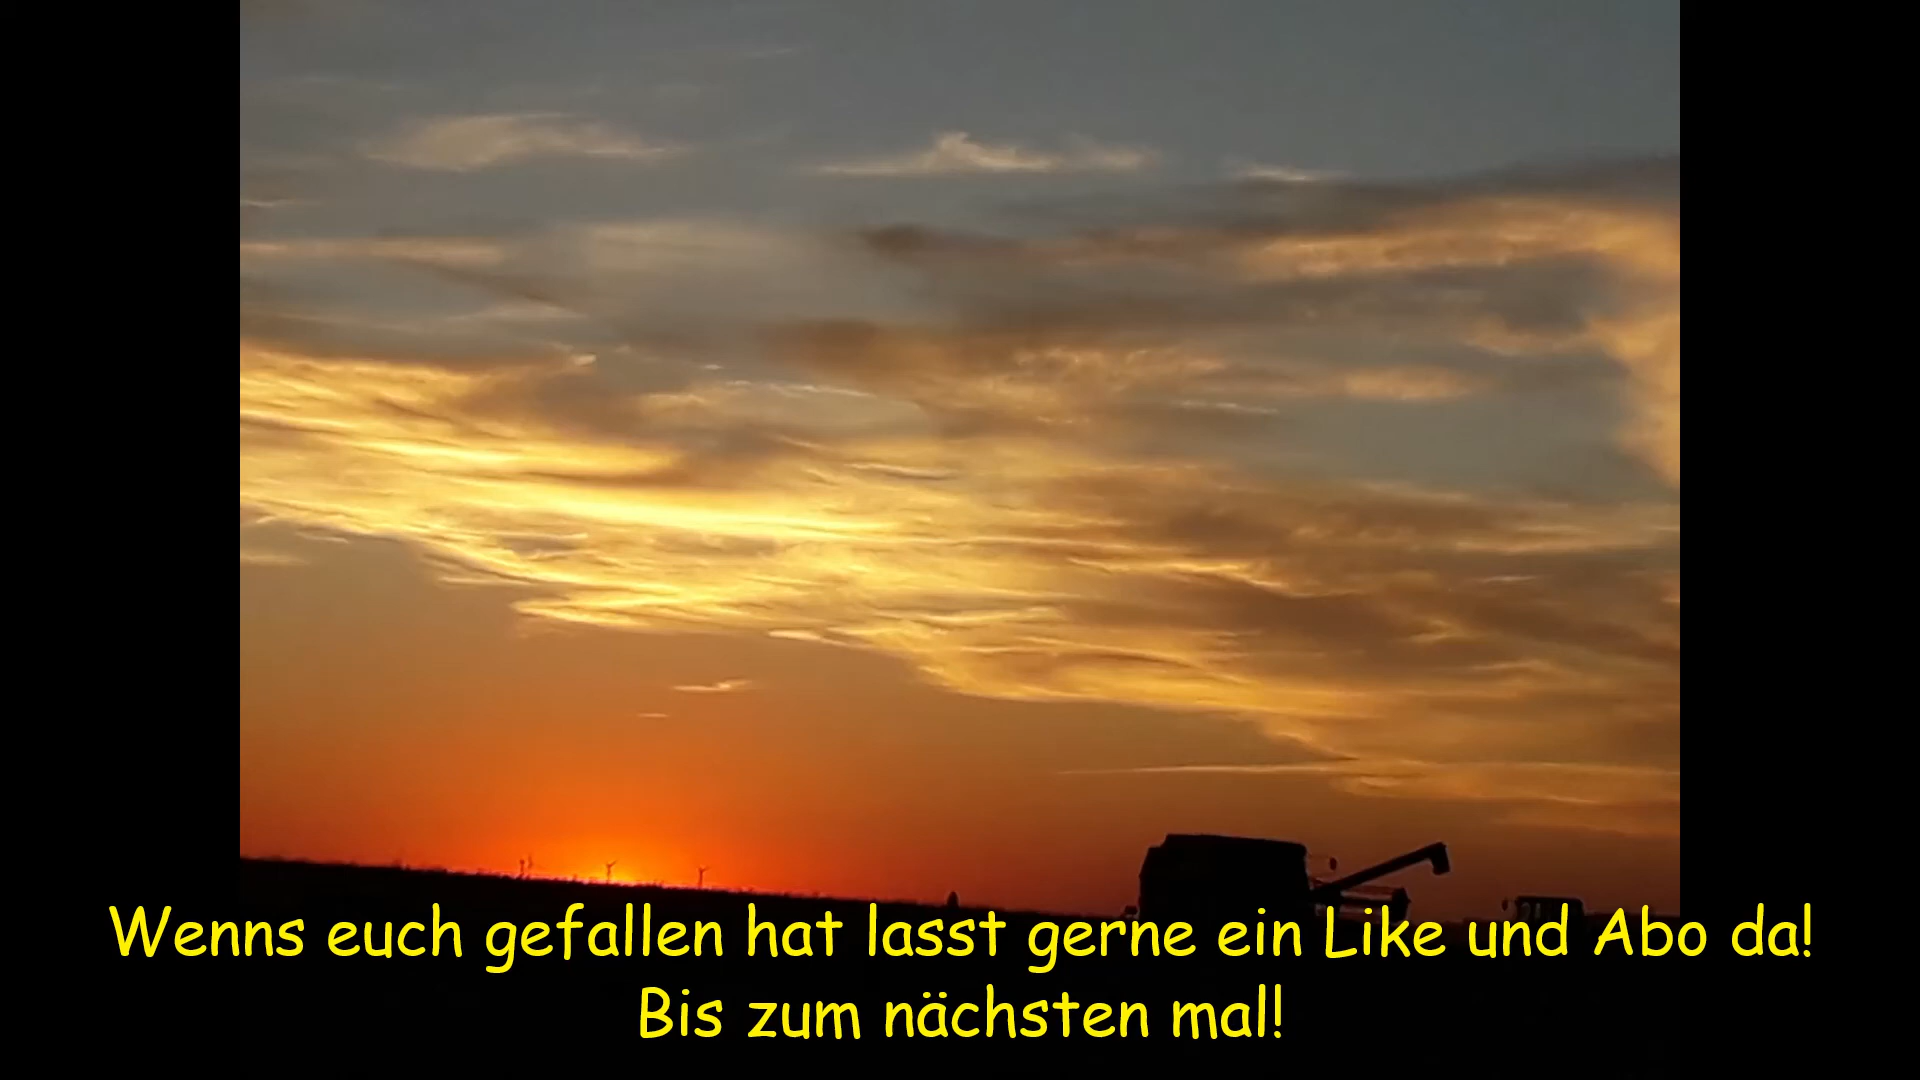 Wenns euch gefallen hat lasst gerne ein Like und Abo da!
Bis zum nächsten mal!